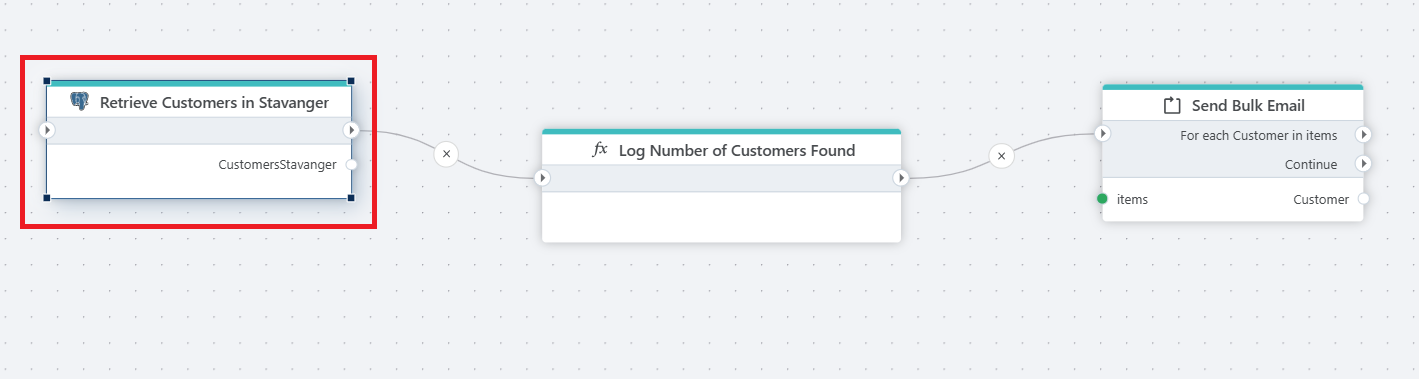 Retrieve Customers in Stavanger
CustomersStavanger
fx Log Number of Customers Found
Send Bulk Email
For each Customer in items
Continue
items Customer